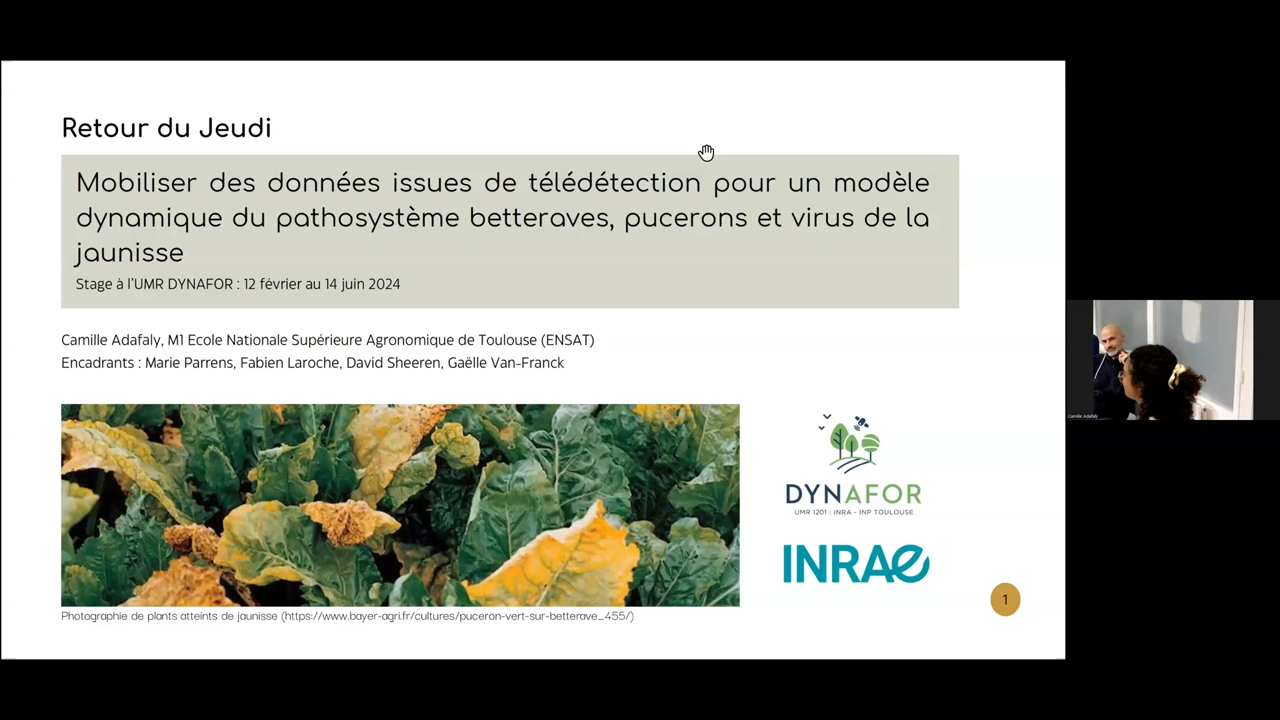 Retour du Jeudi
Mobiliser des données issues de télédétection pour un modèle
dynamique du pathosystème betteraves, pucerons et virus de la
jaunisse
Stage à l'UMR DYNAFOR : 12 février au 14 juin 2024
Camille Adafaly, M1 Ecole Nationale Supérieure Agronomique de Toulouse (ENSAT)
Encadrants : Marie Parrens, Fabien Laroche, David Sheeren, Gaëlle Van-Franck
DYNAFOR
UMR 1201 | INRA - INP TOULOUSE
INRAE
Photographie de plants atteints de jaunisse (https://www.bayer-agri.fr/cultures/puceron-vert-sur-betterave_455/)
1
Camille Adafaly